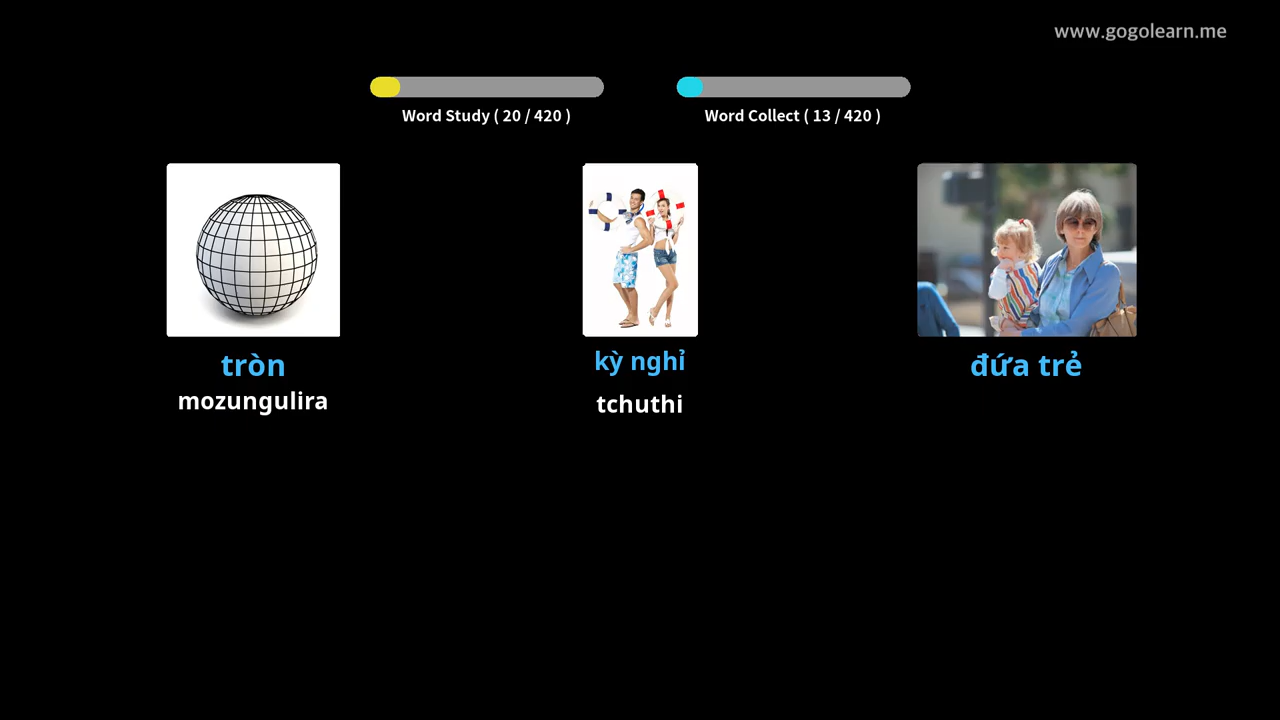 www.gogolearn.me
Word Study ( 20 / 420 )
Word Collect ( 13 / 420 )
tròn
mozungulira
kỳ nghỉ
tchuthi
đứa trẻ